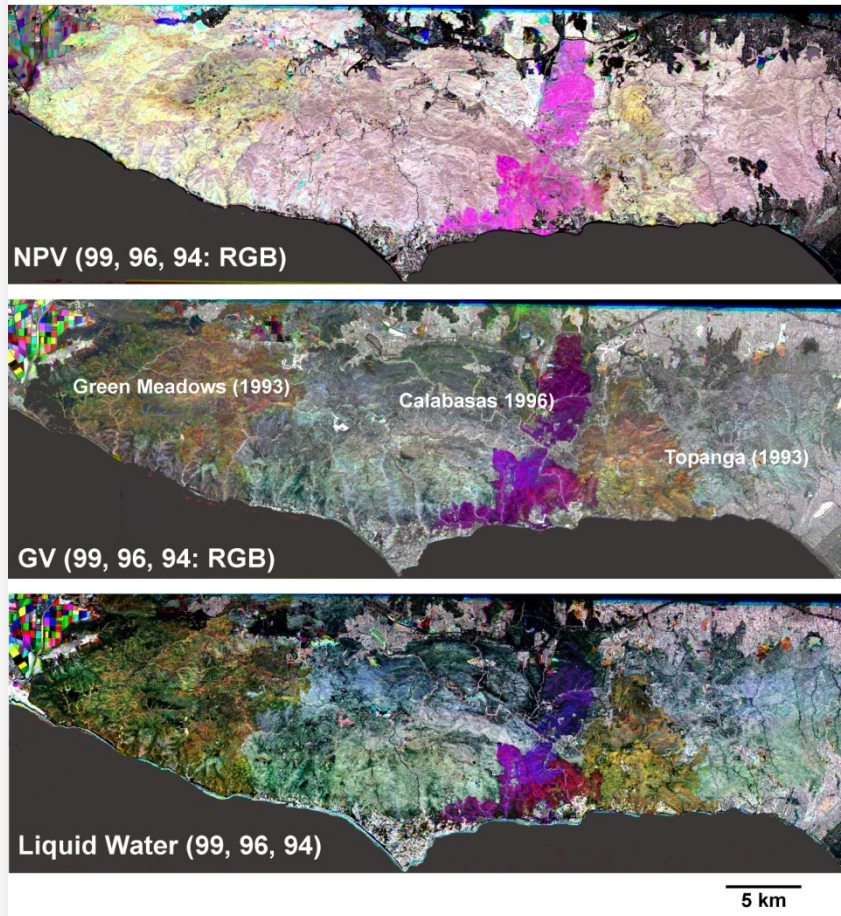 NPV (99, 96, 94: RGB)
Green Meadows (1993)
Calabasas 1996)
Topanga (1993)
GV (99, 96, 94: RGB)
Liquid Water (99, 96, 94)
5 km